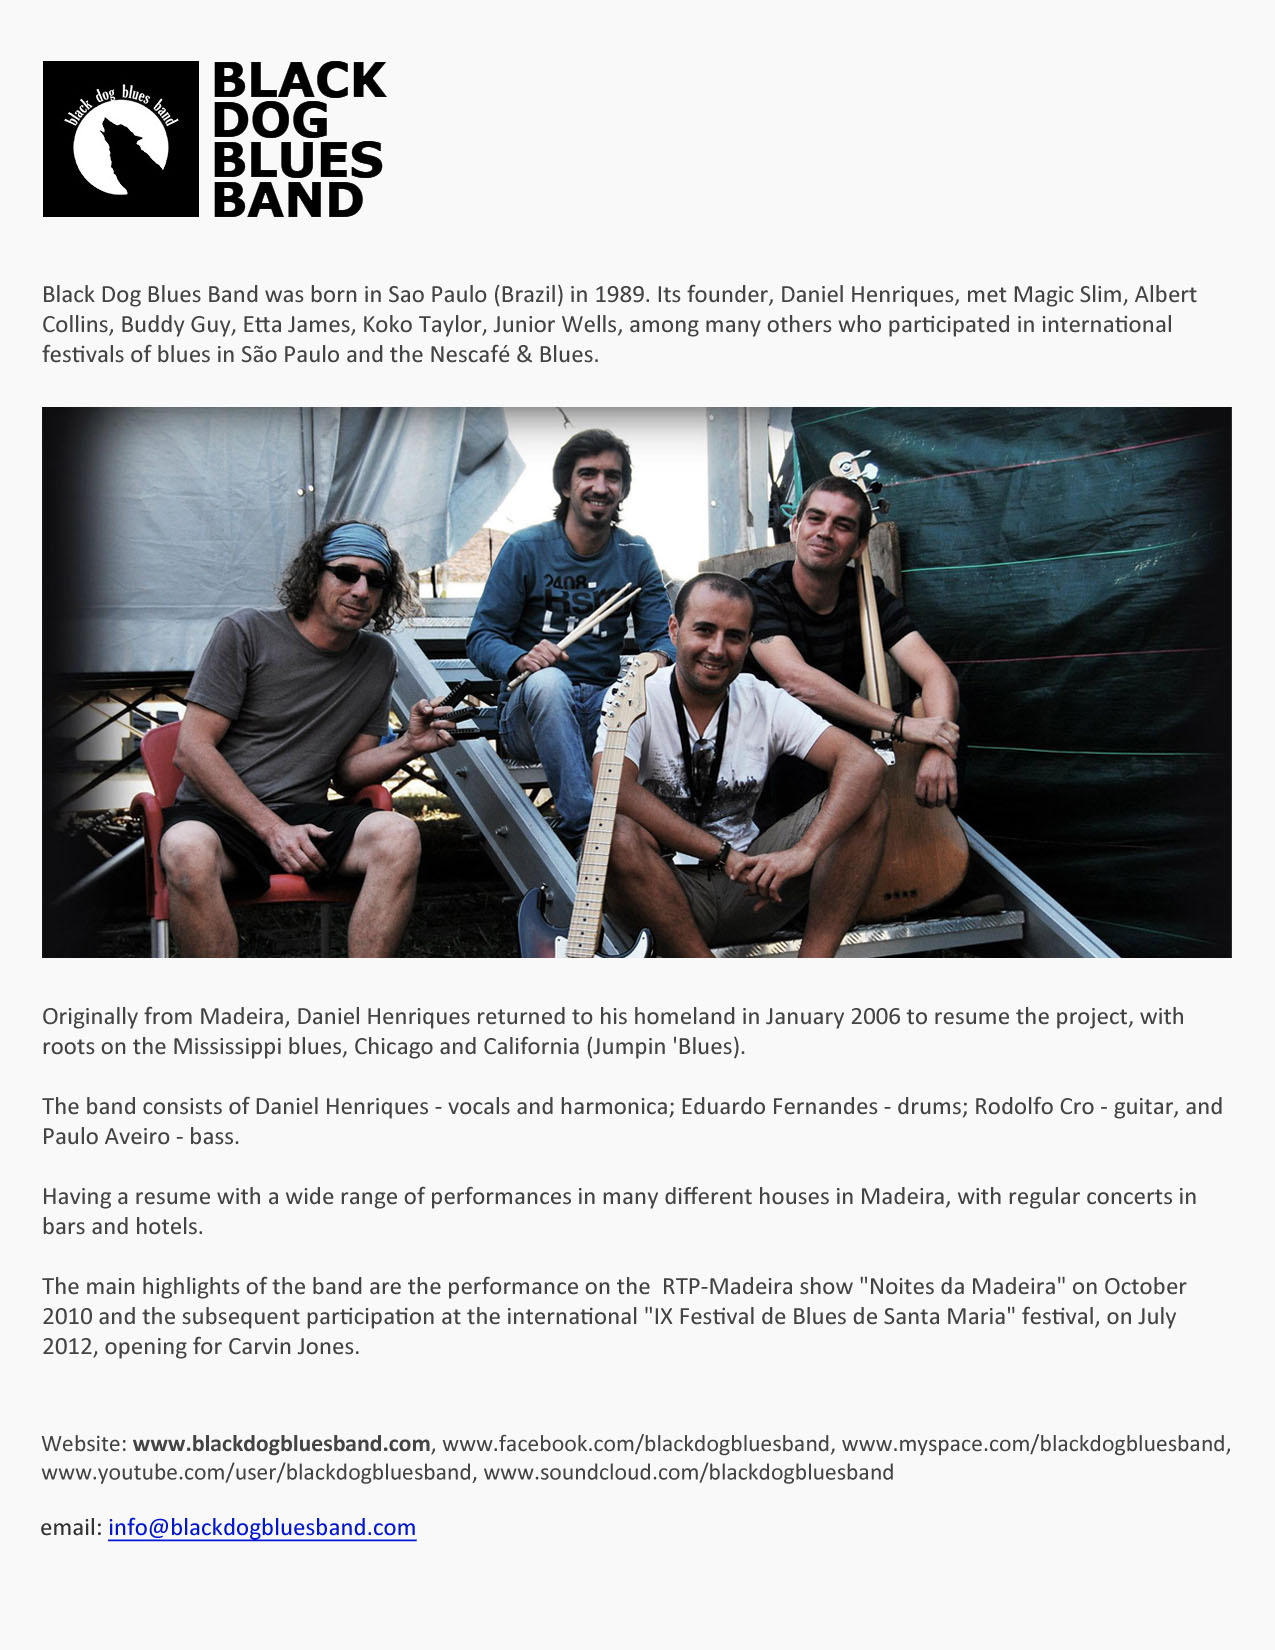 black dog blues band
BLACK
DOG
BLUES
BAND
Black Dog Blues Band was born in Sao Paulo (Brazil) in 1989. Its founder, Daniel Henriques, met Magic Slim, Albert
Collins, Buddy Guy, Etta James, Koko Taylor, Junior Wells, among many others who participated in international
festivals of blues in São Paulo and the Nescafé & Blues.
2408
Ltd.
Originally from Madeira, Daniel Henriques returned to his homeland in January 2006 to resume the project, with
roots on the Mississippi blues, Chicago and California (Jumpin 'Blues).
The band consists of Daniel Henriques - vocals and harmonica; Eduardo Fernandes - drums; Rodolfo Cro - guitar, and
Paulo Aveiro - bass.
Having a resume with a wide range of performances in many different houses in Madeira, with regular concerts in
bars and hotels.
The main highlights of the band are the performance on the  RTP-Madeira show "Noites da Madeira" on October
2010 and the subsequent participation at the international "IX Festival de Blues de Santa Maria" festival, on July
2012, opening for Carvin Jones.
Website: www.blackdogbluesband.com, www.facebook.com/blackdogbluesband, www.myspace.com/blackdogbluesband,
www.youtube.com/user/blackdogbluesband, www.soundcloud.com/blackdogbluesband
email: info@blackdogbluesband.com